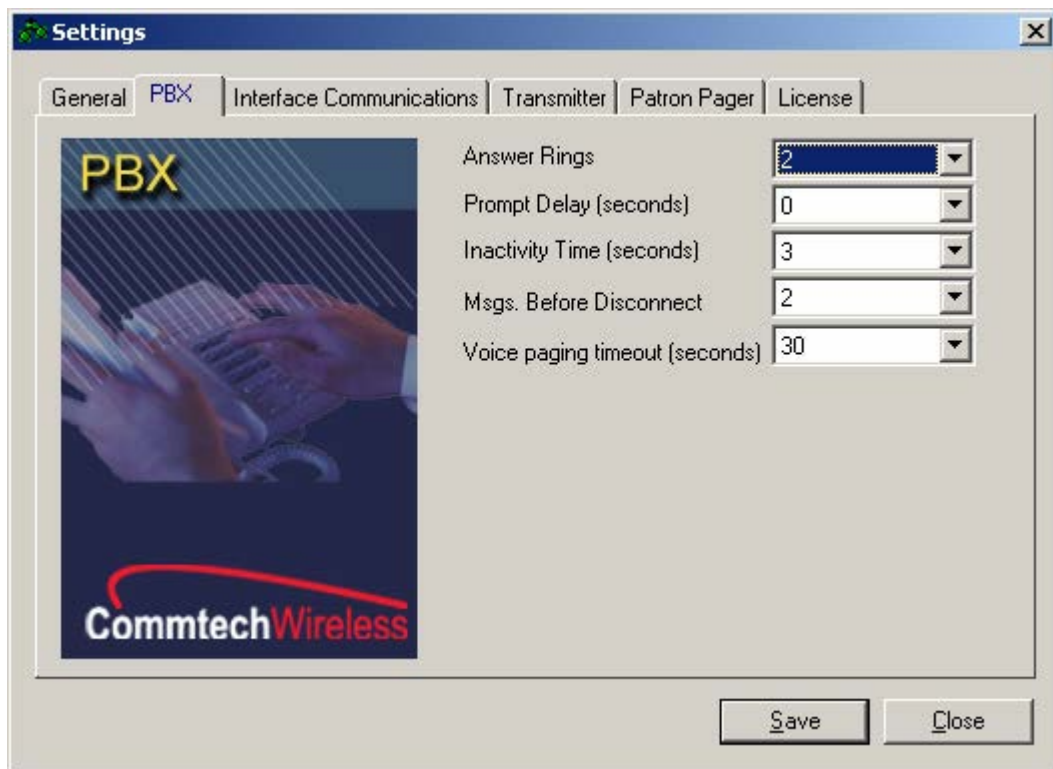 Settings
General PBX Interface Communications Transmitter Patron Pager License
PBX
Answer Rings 2
Prompt Delay (seconds) 0
Inactivity Time (seconds) 3
Msgs. Before Disconnect 2
Voice paging timeout (seconds) 30
CommtechWireless
Save Close